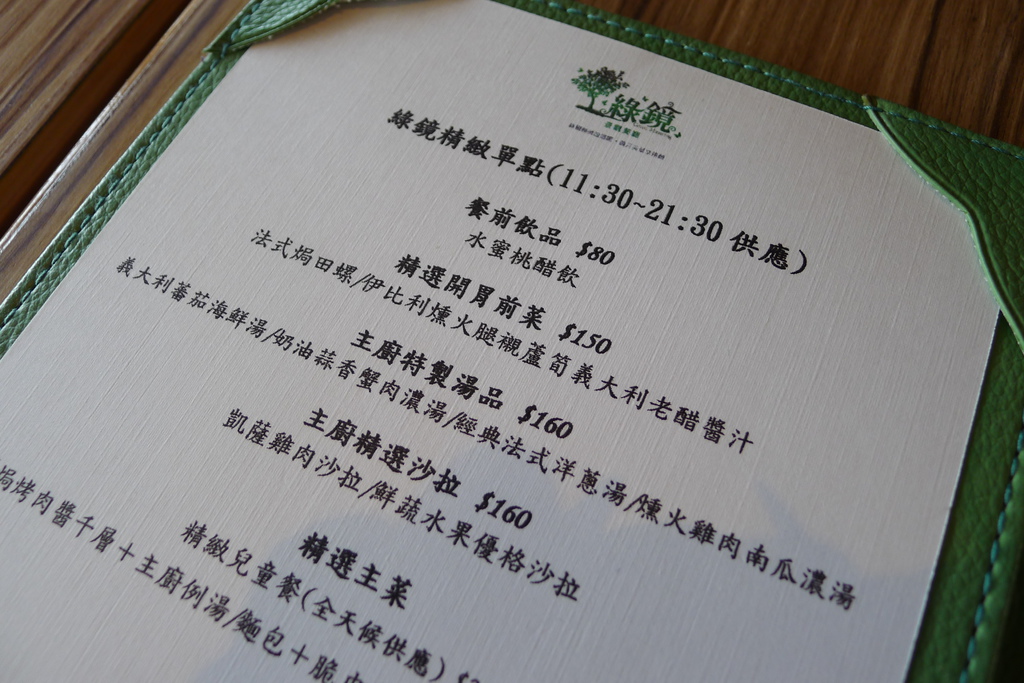 綠鏡
綠鏡精緻單點(11:30~21:30 供應)
餐前飲品 $80
水蜜桃醋飲
精選開胃前菜 $150
法式焗田螺/伊比利燻火腿襯蘆筍義大利老醋醬汁
主廚特製湯品 $160
義大利蕃茄海鮮湯/奶油蒜香蟹肉濃湯/經典法式洋蔥湯/燻火雞肉南瓜濃湯
主廚精選沙拉 $160
凱薩雞肉沙拉/鮮蔬水果優格沙拉
精選主菜
精緻兒童餐(全天候供應) $
焗烤肉醬千層+主廚例湯/麵包+脆